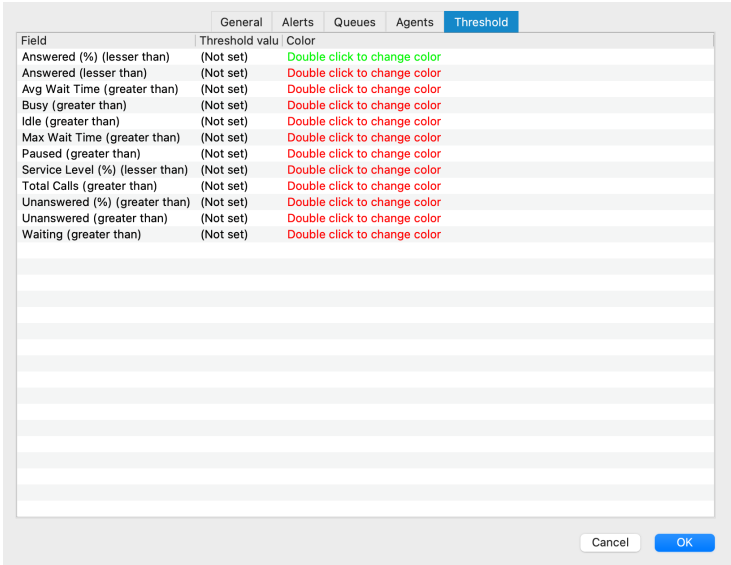 General Alerts Queues Agents Threshold
Field Threshold valu Color
Answered (%) (lesser than) (Not set) Double click to change color
Answered (lesser than) (Not set) Double click to change color
Avg Wait Time (greater than) (Not set) Double click to change color
Busy (greater than) (Not set) Double click to change color
Idle (greater than) (Not set) Double click to change color
Max Wait Time (greater than) (Not set) Double click to change color
Paused (greater than) (Not set) Double click to change color
Service Level (%) (lesser than) (Not set) Double click to change color
Total Calls (greater than) (Not set) Double click to change color
Unanswered (%) (greater than) (Not set) Double click to change color
Unanswered (greater than) (Not set) Double click to change color
Waiting (greater than) (Not set) Double click to change color
Cancel OK